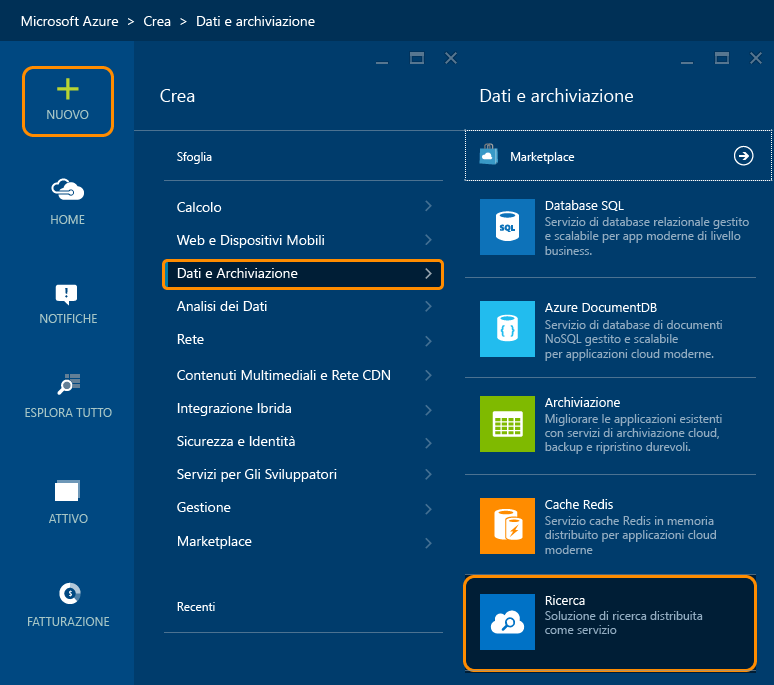 Microsoft Azure > Crea > Dati e archiviazione
NUOVO
HOME
NOTIFICHE
ESPLORA TUTTO
ATTIVO
FATTURAZIONE
Crea
Sfoglia
Calcolo
Web e Dispositivi Mobili
Dati e Archiviazione
Analisi dei Dati
Rete
Contenuti Multimediali e Rete CDN
Integrazione Ibrida
Sicurezza e Identità
Servizi per Gli Sviluppatori
Gestione
Marketplace
Recenti
Dati e archiviazione
Marketplace
SQL
Database SQL
Servizio di database relazionale gestito
e scalabile per app moderne di livello
business.
{ }
Azure DocumentDB
Servizio di database di documenti
NoSQL gestito e scalabile
per applicazioni cloud moderne.
Archiviazione
Migliorare le applicazioni esistenti
con servizi di archiviazione cloud,
backup e ripristino durevoli.
Cache Redis
Servizio cache Redis in memoria
distribuito per applicazioni cloud
moderne
Ricerca
Soluzione di ricerca distribuita
come servizio